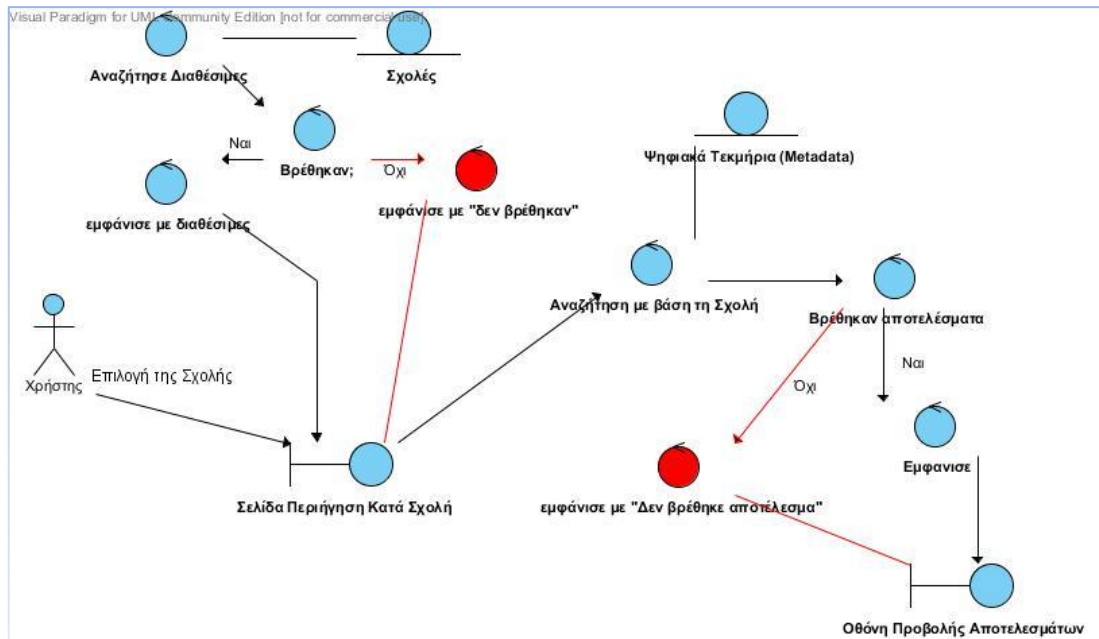 Visual Paradigm for UML Community Edition [not for commercial use]
Αναζήτησε Διαθέσιμες
Σχολές
Ψηφιακά Τεκμήρια (Metadata)
Ναι
Βρέθηκαν;
Όχι
εμφάνισε με διαθέσιμες
εμφάνισε με "δεν βρέθηκαν"
Αναζήτηση με βάση τη Σχολή
Βρέθηκαν αποτελέσματα
Χρήστης
Επιλογή της Σχολής
Όχι
Ναι
Εμφανισε
Σελίδα Περιήγηση Κατά Σχολή
εμφάνισε με "Δεν βρέθηκε αποτέλεσμα"
Οθόνη Προβολής Αποτελεσμάτων